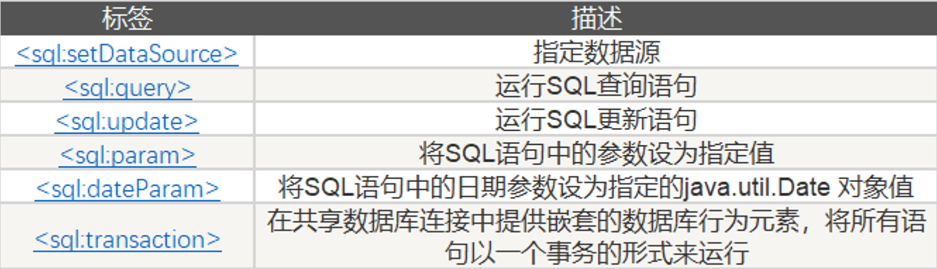 标签 描述
<sql:setDataSource> 指定数据源
<sql:query> 运行SQL查询语句
<sql:update> 运行SQL更新语句
<sql:param> 将SQL语句中的参数设为指定值
<sql:dateParam> 将SQL语句中的日期参数设为指定的java.util.Date 对象值
<sql:transaction> 在共享数据库连接中提供嵌套的数据库行为元素，将所有语
句以一个事务的形式来运行